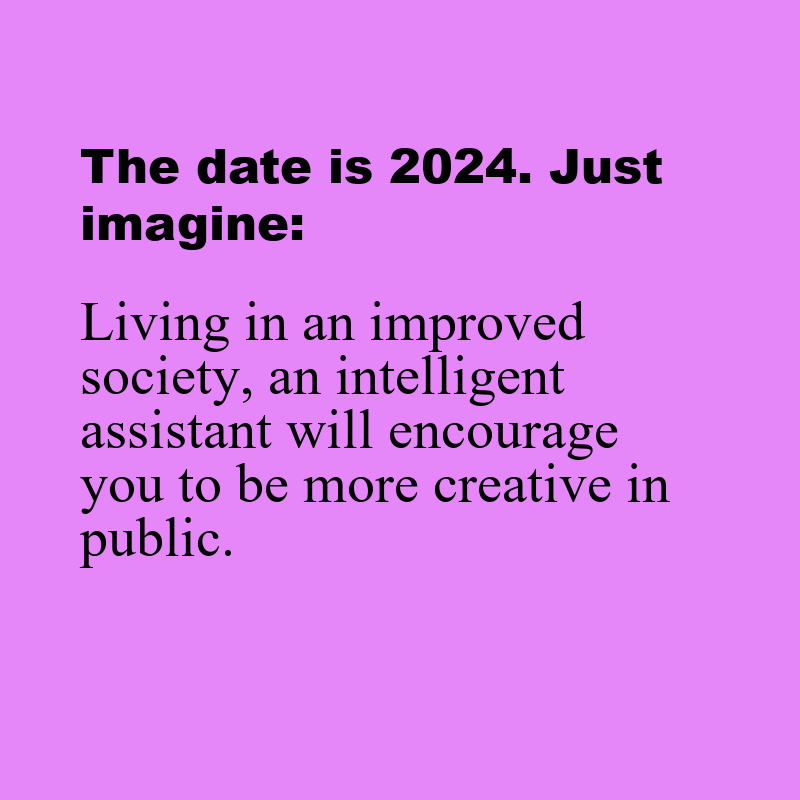 The date is 2024. Just
imagine:
Living in an improved
society, an intelligent
assistant will encourage
you to be more creative in
public.